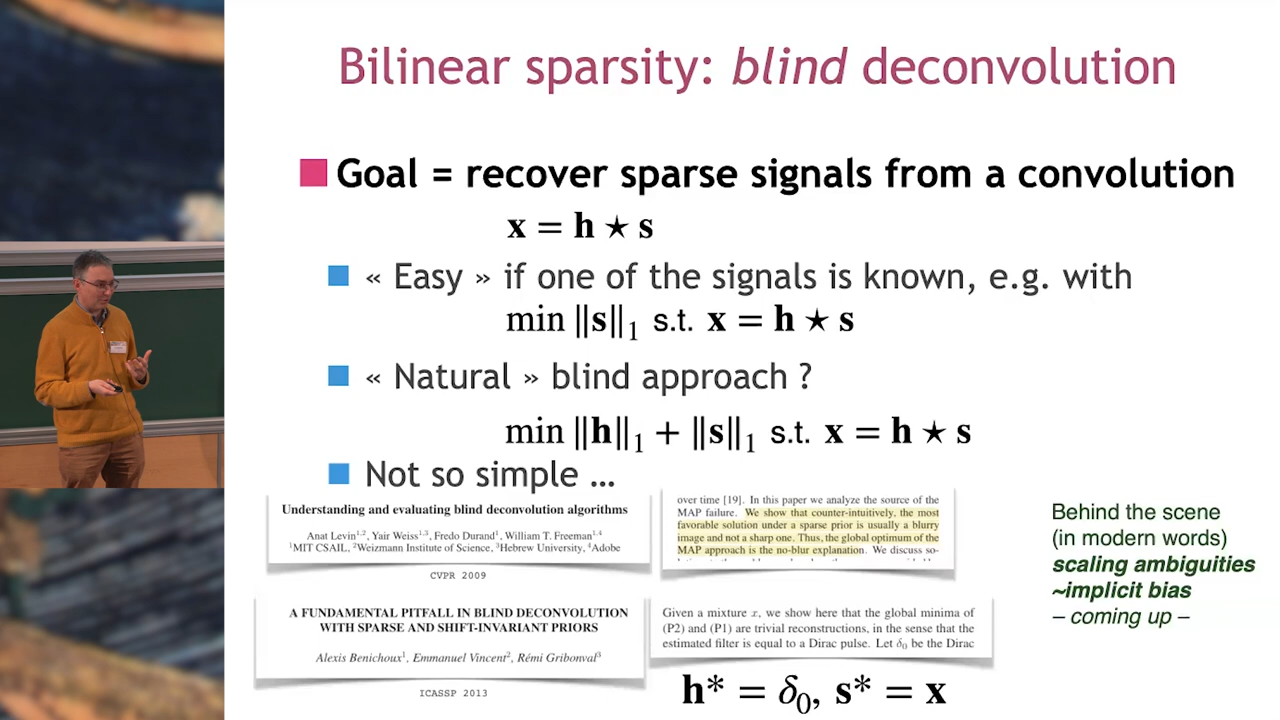 Bilinear sparsity: blind deconvolution
Goal = recover sparse signals from a convolution
x = h ★ s
« Easy » if one of the signals is known, e.g. with
min ‖s‖₁ s.t. x = h ★ s
« Natural » blind approach ?
min ‖h‖₁ + ‖s‖₁ s.t. x = h ★ s
Not so simple …
Understanding and evaluating blind deconvolution algorithms
Anat Levin¹,², Yair Weiss¹,³, Fredo Durand¹, William T. Freeman¹,⁴
¹MIT CSAIL, ²Weizmann Institute of Science, ³Hebrew University, ⁴Adobe
CVPR 2009
over time [19]. In this paper we analyze the source of the
MAP failure. We show that counter-intuitively, the most
favorable solution under a sparse prior is usually a blurry
image and not a sharp one. Thus, the global optimum of the
MAP approach is the no-blur explanation. We discuss so-
A FUNDAMENTAL PITFALL IN BLIND DECONVOLUTION
WITH SPARSE AND SHIFT-INVARIANT PRIORS
Alexis Benichoux¹, Emmanuel Vincent², Rémi Gribonval³
ICASSP 2013
Given a mixture x, we show here that the global minima of
(P2) and (P1) are trivial reconstructions, in the sense that the
estimated filter is equal to a Dirac pulse. Let δ₀ be the Dirac
h* = δ₀, s* = x
Behind the scene
(in modern words)
scaling ambiguities
~implicit bias
– coming up –